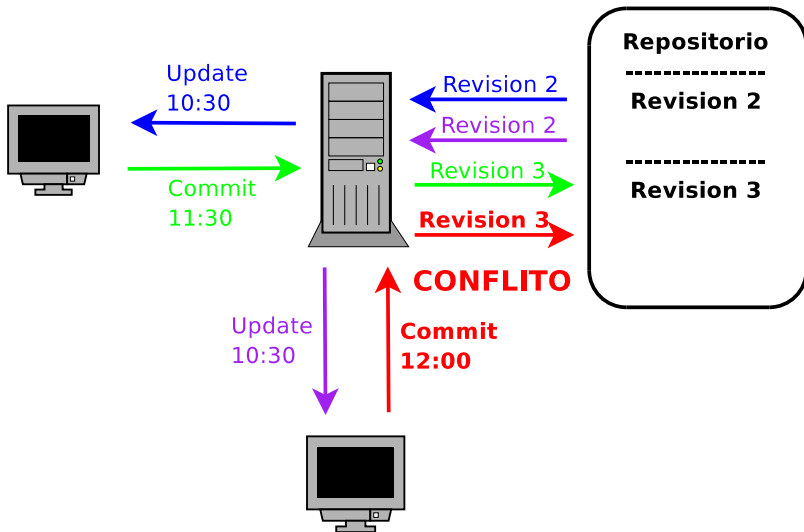 Repositorio
Update
10:30
Revision 2
Revision 2
Revision 2
Revision 3
Commit
11:30
Revision 3
Revision 3
CONFLITO
Update
10:30
Commit
12:00